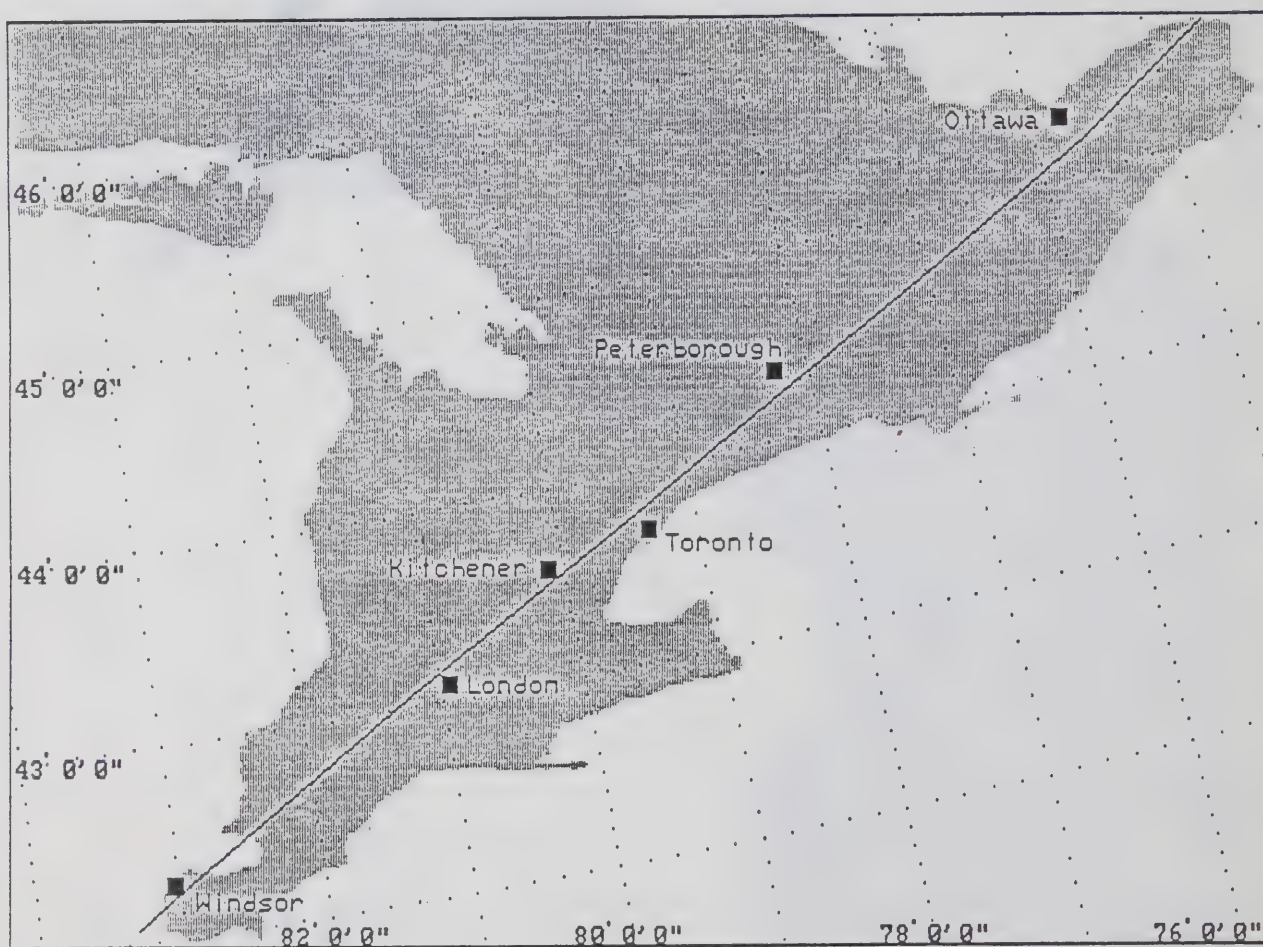 Ottawa
46° 0' 0"
Peterborough
45° 0' 0"
Toronto
Kitchener
44° 0' 0"
London
43° 0' 0"
Windsor
82° 0' 0" 80° 0' 0" 78° 0' 0" 76° 0' 0"